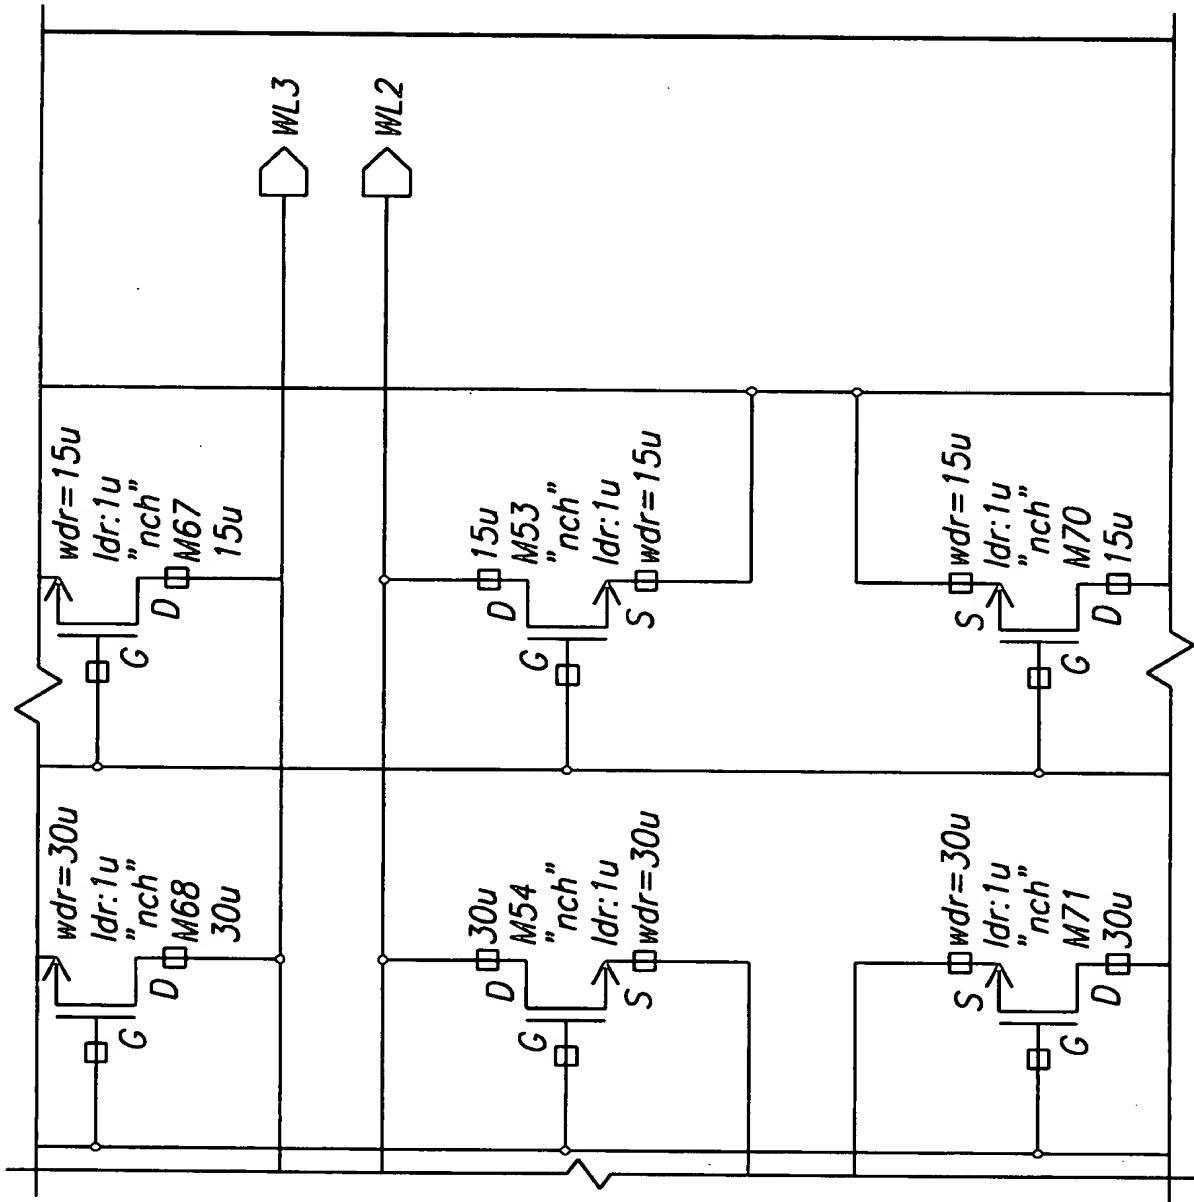 wdr=30u
ldr:1u
"nch"
M68
30u
G
D
wdr=15u
ldr:1u
"nch"
M67
15u
G
D
WL3
WL2
30u
M54
"nch"
ldr:1u
wdr=30u
D
G
S
15u
M53
"nch"
ldr:1u
wdr=15u
D
G
S
wdr=30u
ldr:1u
"nch"
M71
30u
S
G
D
wdr=15u
ldr:1u
"nch"
M70
15u
S
G
D